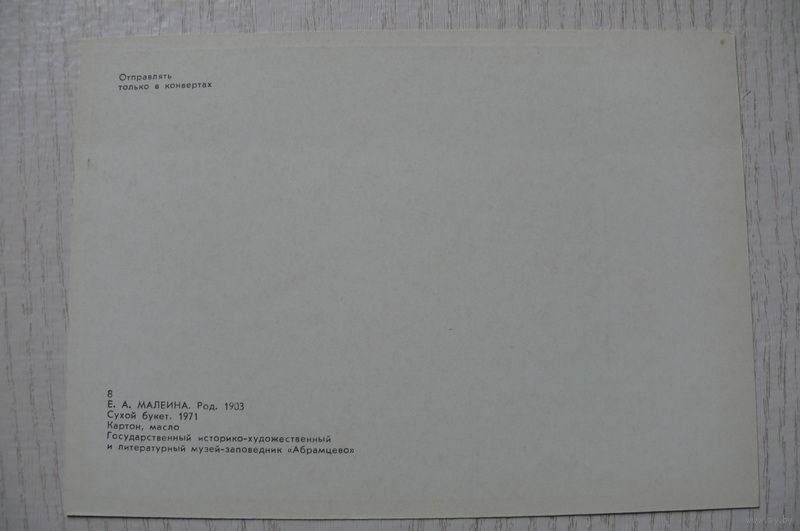 Отправлять
только в конвертах
8
Е. А. МАЛЕИНА. Род. 1903
Сухой букет. 1971
Картон, масло
Государственный историко-художественный
и литературный музей-заповедник «Абрамцево»